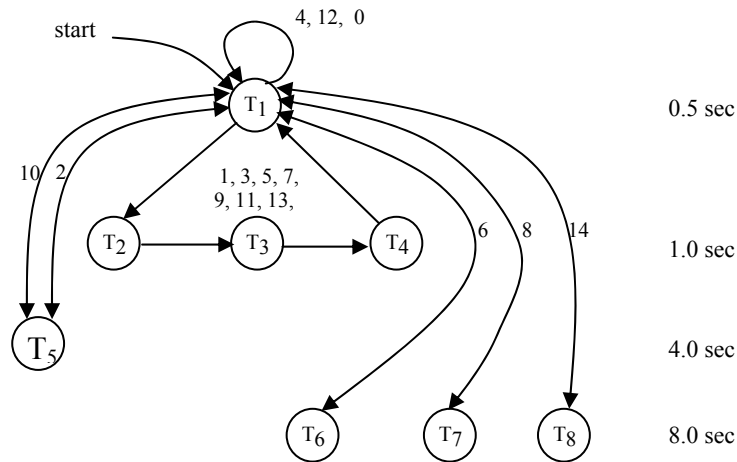 4, 12, 0
start
T1
0.5 sec
10
2
1, 3, 5, 7,
9, 11, 13,
6
8
14
T2
T3
T4
1.0 sec
T5
4.0 sec
T6
T7
T8
8.0 sec